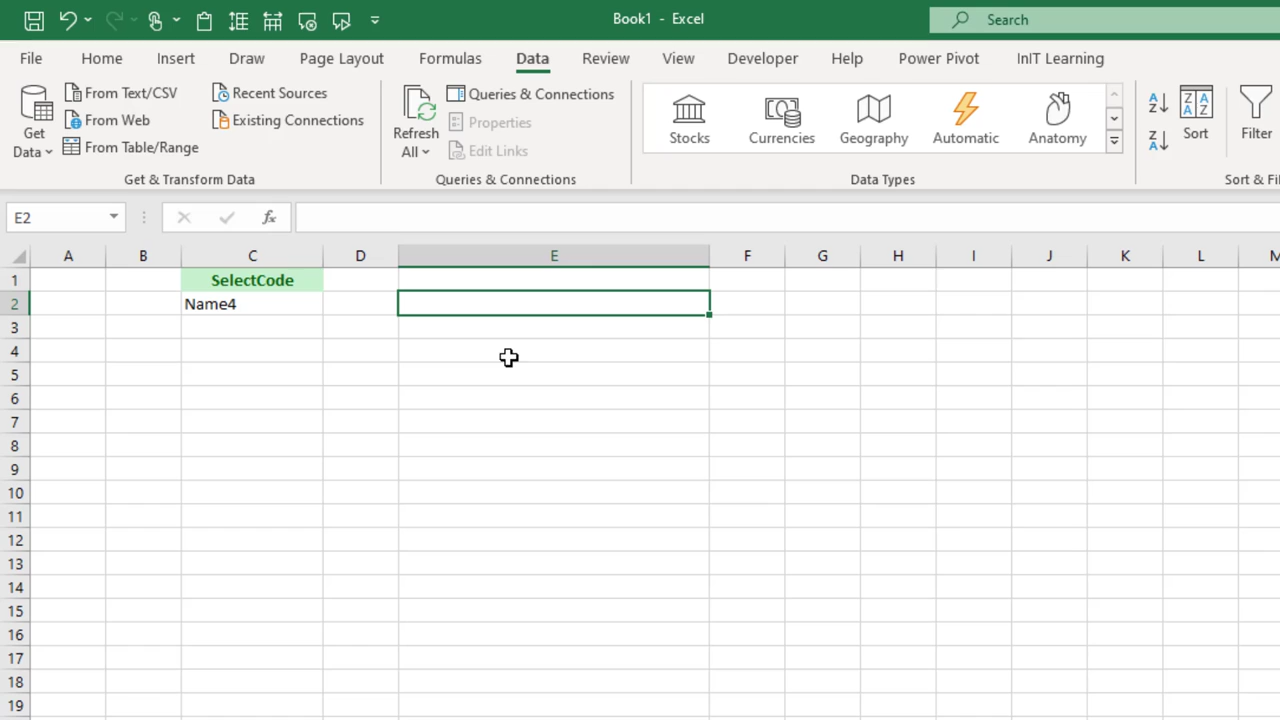 Book1 - Excel
Search
File Home Insert Draw Page Layout Formulas Data Review View Developer Help Power Pivot InIT Learning
Get Data
From Text/CSV
From Web
From Table/Range
Recent Sources
Existing Connections
Get & Transform Data
Refresh All
Queries & Connections
Properties
Edit Links
Queries & Connections
Stocks Currencies Geography Automatic Anatomy
Data Types
Sort
Filter
Sort & Fil
E2
fx
A B C D E F G H I J K L M
1 SelectCode
2 Name4
3
4
5
6
7
8
9
10
11
12
13
14
15
16
17
18
19